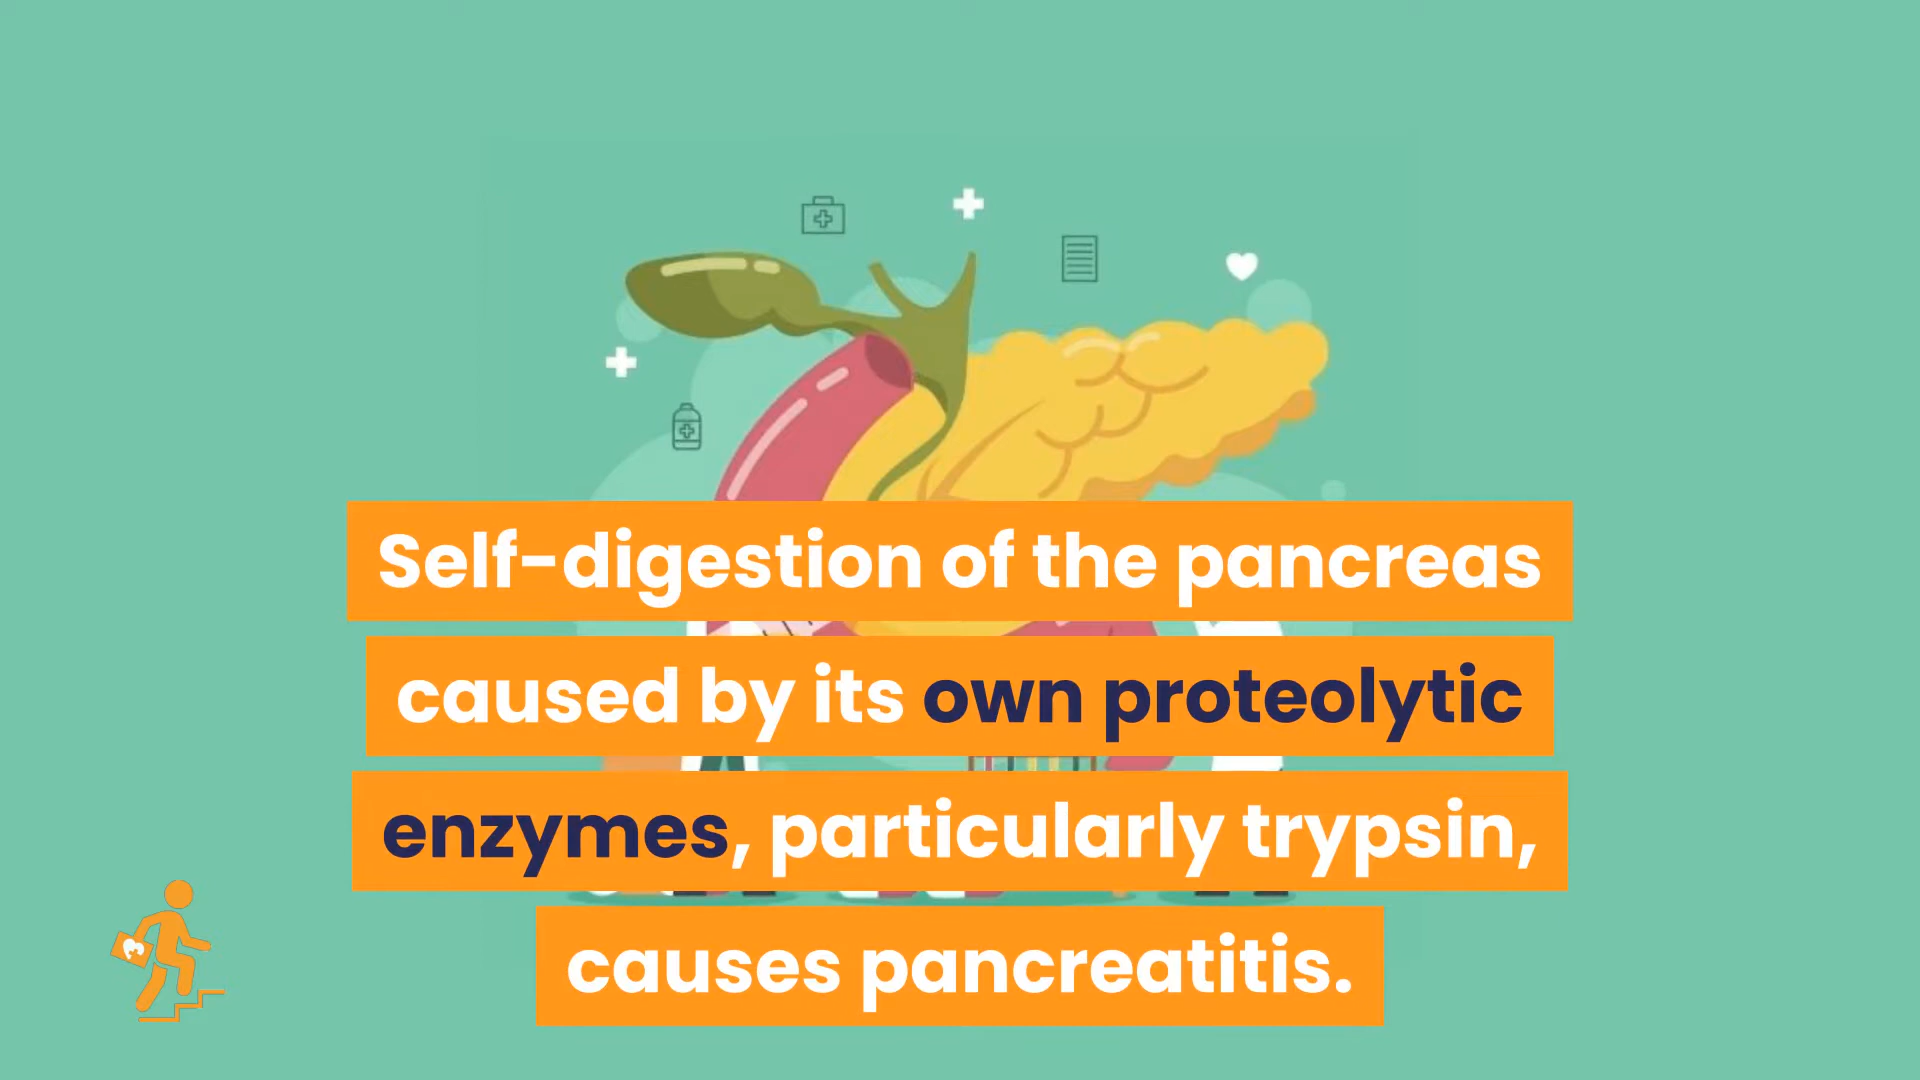 Self-digestion of the pancreas
caused by its own proteolytic
enzymes, particularly trypsin,
causes pancreatitis.